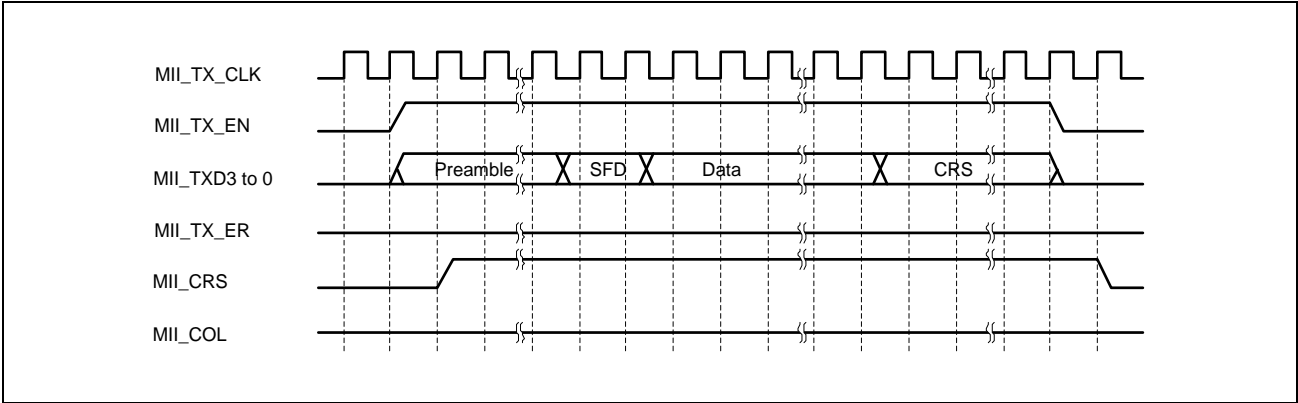 MII_TX_CLK
MII_TX_EN
MII_TXD3 to 0 Preamble SFD Data CRS
MII_TX_ER
MII_CRS
MII_COL